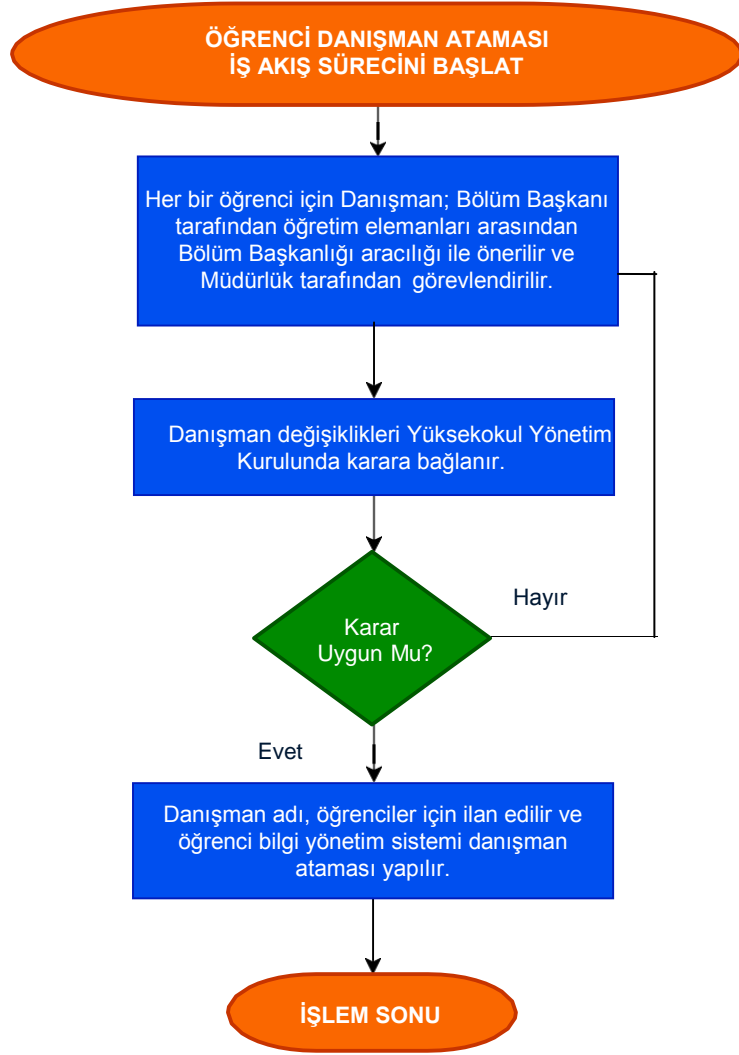 ÖĞRENCİ DANIŞMAN ATAMASI
İŞ AKIŞ SÜRECİNİ BAŞLAT
Her bir öğrenci için Danışman; Bölüm Başkanı
tarafından öğretim elemanları arasından
Bölüm Başkanlığı aracılığı ile önerilir ve
Müdürlük tarafından görevlendirilir.
Danışman değişiklikleri Yüksekokul Yönetim
Kurulunda karara bağlanır.
Hayır
Karar
Uygun Mu?
Evet
Danışman adı, öğrenciler için ilan edilir ve
öğrenci bilgi yönetim sistemi danışman
ataması yapılır.
İŞLEM SONU